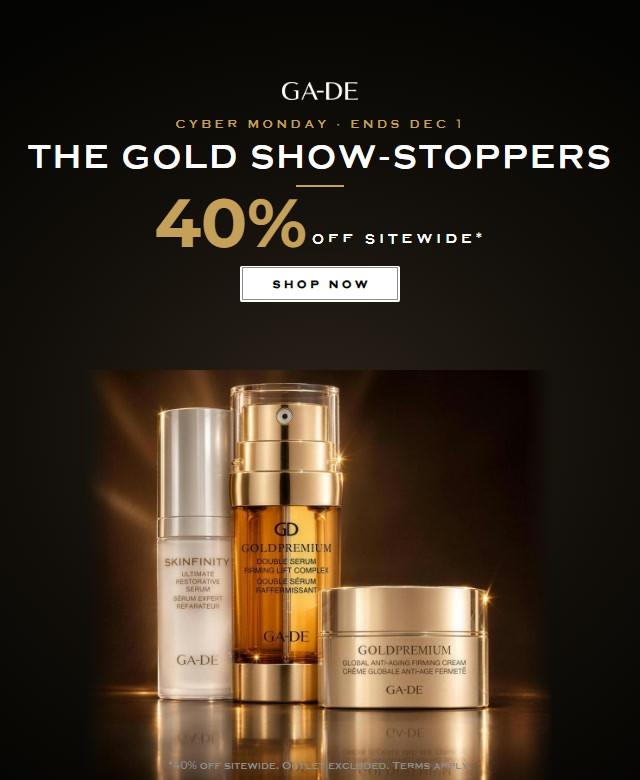 GA-DE
CYBER MONDAY · ENDS DEC 1
THE GOLD SHOW-STOPPERS
40% OFF SITEWIDE*
SHOP NOW
SKINFINITY
ULTIMATE
RESTORATIVE
SERUM
SÉRUM EXPERT
RÉPARATEUR
GA-DE
GD
GOLDPREMIUM
DOUBLE SERUM
FIRMING LIFT COMPLEX
DOUBLE SÉRUM
RAFFERMISSANT
GA-DE
GOLDPREMIUM
GLOBAL ANTI-AGING FIRMING CREAM
CRÈME GLOBALE ANTI-AGE FERMETÉ
GA-DE
*40% OFF SITEWIDE. OUTLET EXCLUDED. TERMS APPLY.